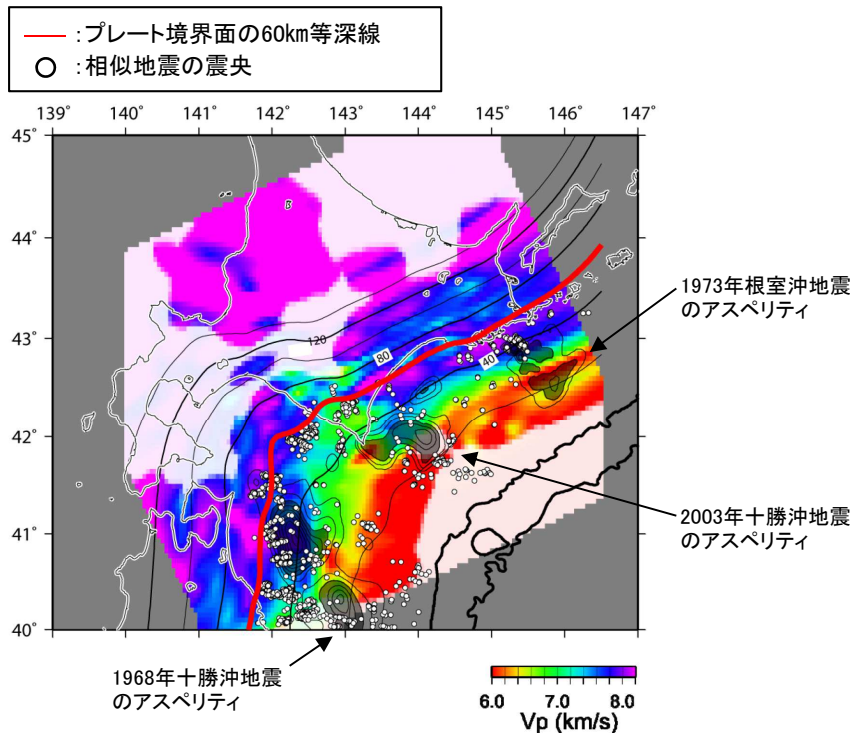 ：プレート境界面の60km等深線
：相似地震の震央
139° 140° 141° 142° 143° 144° 145° 146° 147°
45°
44°
43°
42°
41°
40°
120
80
40
1973年根室沖地震
のアスペリティ
2003年十勝沖地震
のアスペリティ
1968年十勝沖地震
のアスペリティ
6.0 7.0 8.0
Vp (km/s)